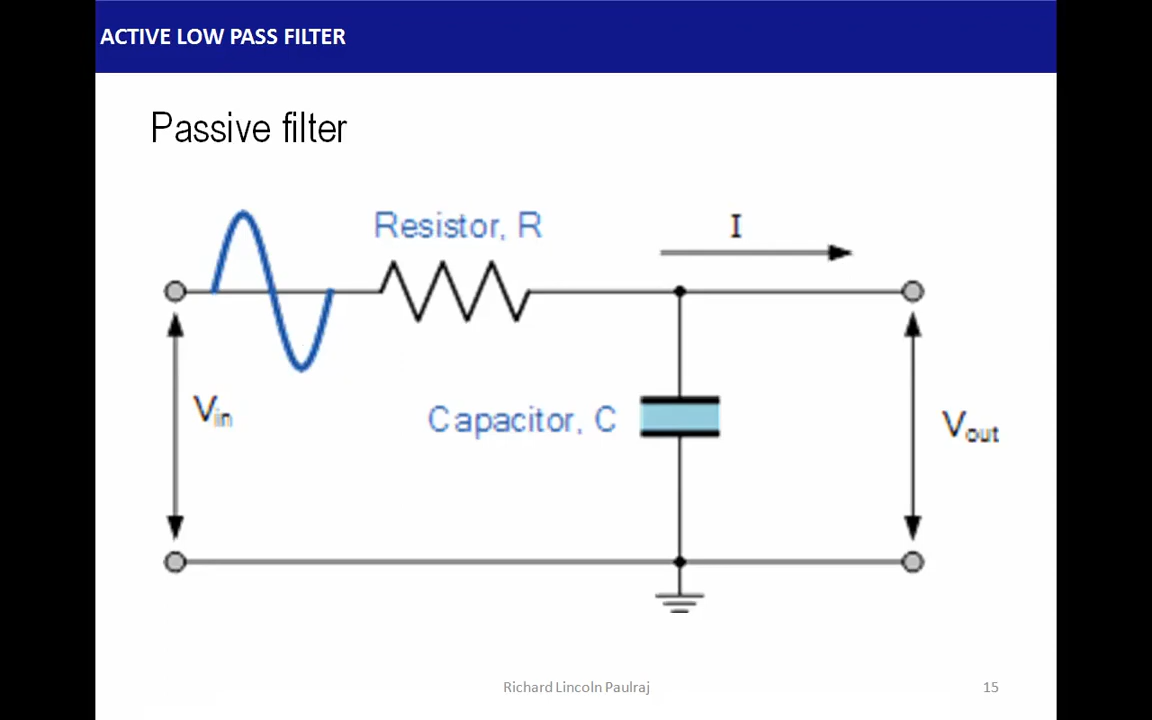 ACTIVE LOW PASS FILTER
Passive filter
Resistor, R
I
Vin
Capacitor, C
Vout
Richard Lincoln Paulraj
15